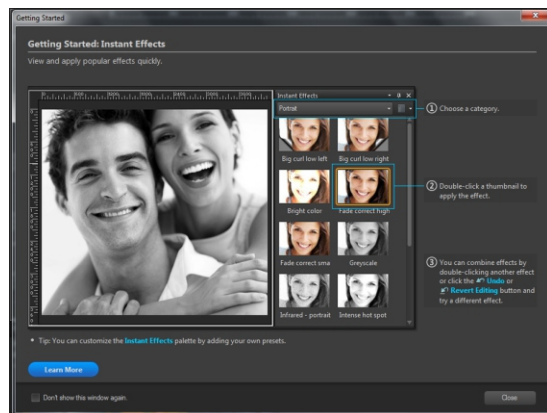 Getting Started
Getting Started: Instant Effects
View and apply popular effects quickly.
Instant Effects
Portrait
Big curl low left
Big curl low right
Bright color
Fade correct high
Fade correct sma
Greyscale
Infrared - portrait
Intense hot spot
1 Choose a category.
2 Double-click a thumbnail to
apply the effect.
3 You can combine effects by
double-clicking another effect
or click the Undo or
Revert Editing button and
try a different effect.
• Tip: You can customize the Instant Effects palette by adding your own presets.
Learn More
Don't show this window again.
Close